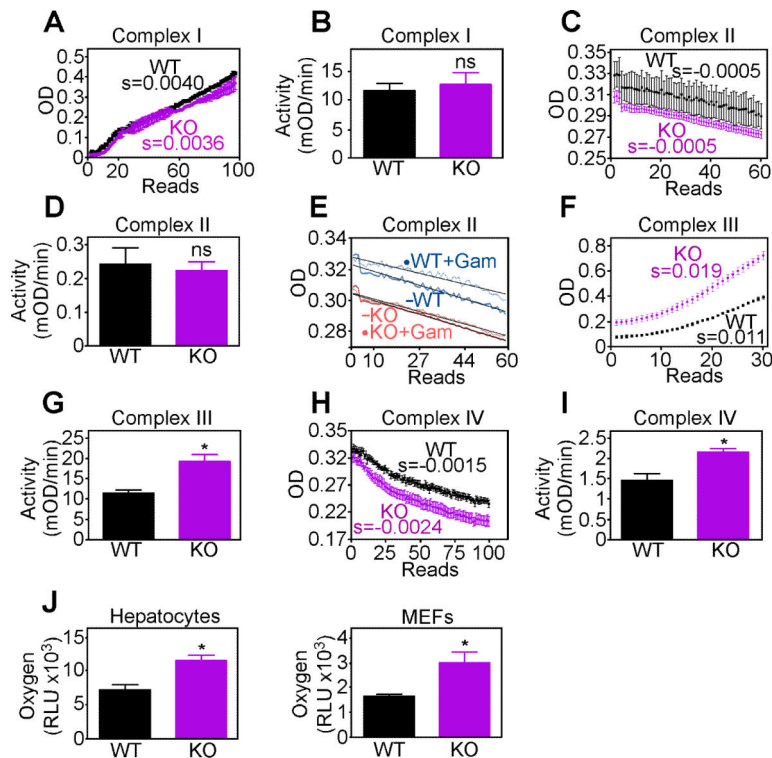 A
Complex I
OD
0.5
0.4
0.3
0.2
0.1
0
WT
s=0.0040
KO
s=0.0036
20
60
100
Reads
B
Complex I
Activity
(mOD/min)
15
10
5
0
ns
WT KO
C
Complex II
OD
0.35
0.33
0.31
0.29
0.27
0.25
WT
s=-0.0005
KO
s=-0.0005
0 20 40 60
Reads
D
Complex II
Activity
(mOD/min)
0.3
0.2
0.1
0
ns
WT KO
E
Complex II
OD
0.34
0.32
0.30
0.28
•WT+Gam
–WT
–KO
•KO+Gam
0 10 27 44 60
Reads
F
Complex III
OD
0.8
0.6
0.4
0.2
0
KO
s=0.019
WT
s=0.011
0 10 20 30
Reads
G
Complex III
Activity
(mOD/min)
25
20
15
10
5
0
*
WT KO
H
Complex IV
OD
0.35
0.32
0.27
0.22
0.17
WT
s=-0.0015
KO
s=-0.0024
0 25 50 75 100
Reads
I
Complex IV
Activity
(mOD/min)
2.5
2
1.5
1
0.5
0
*
WT KO
J
Hepatocytes
Oxygen
(RLU x10³)
15
10
5
0
*
WT KO
MEFs
Oxygen
(RLU x10³)
4
3
2
1
0
*
WT KO